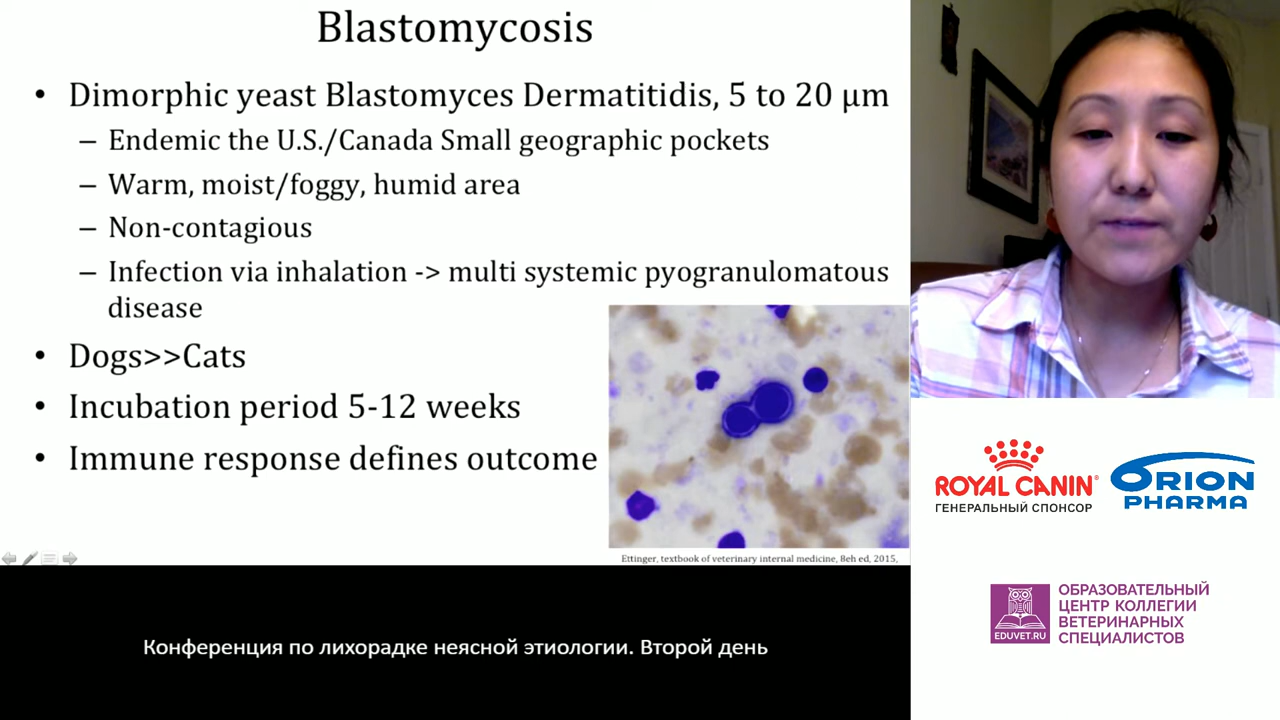 Blastomycosis
• Dimorphic yeast Blastomyces Dermatitidis, 5 to 20 µm
– Endemic the U.S./Canada Small geographic pockets
– Warm, moist/foggy, humid area
– Non-contagious
– Infection via inhalation -> multi systemic pyogranulomatous
disease
• Dogs>>Cats
• Incubation period 5-12 weeks
• Immune response defines outcome
Ettinger, textbook of veterinary internal medicine, 8eh ed, 2015,
Конференция по лихорадке неясной этиологии. Второй день
ROYAL CANIN®
ГЕНЕРАЛЬНЫЙ СПОНСОР
ORION
PHARMA
EDUVET.RU
ОБРАЗОВАТЕЛЬНЫЙ
ЦЕНТР КОЛЛЕГИИ
ВЕТЕРИНАРНЫХ
СПЕЦИАЛИСТОВ